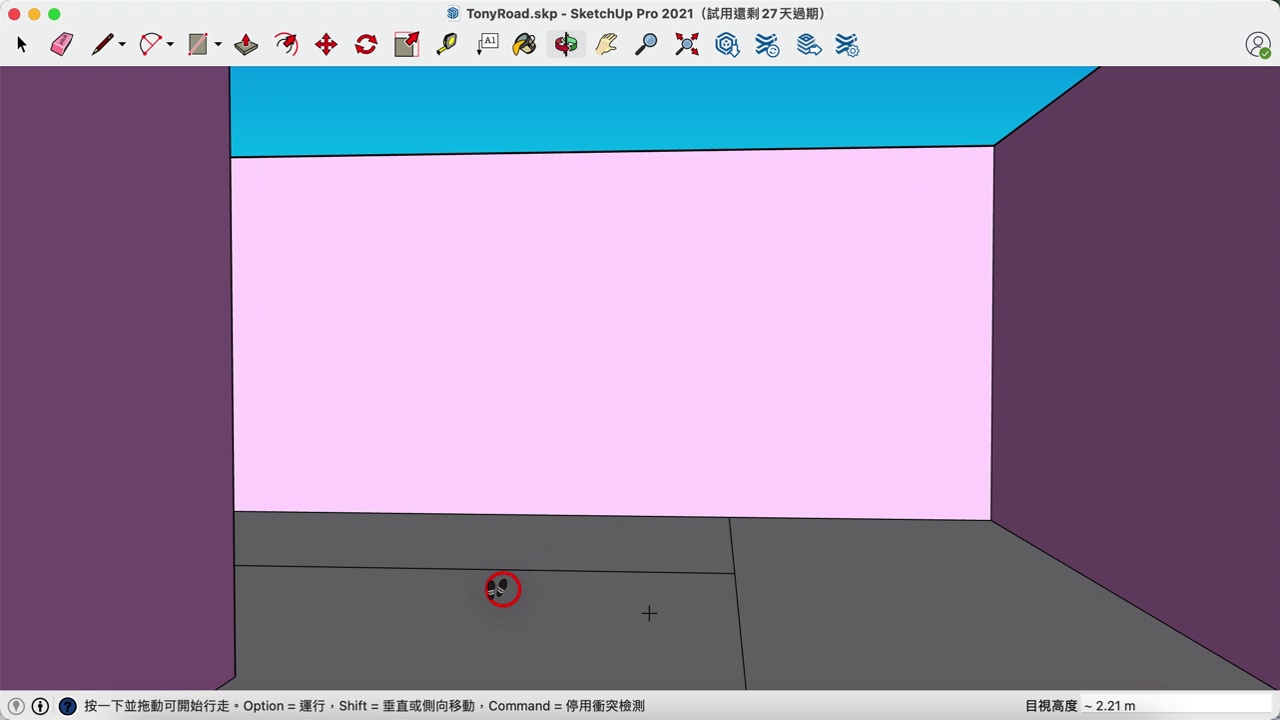 TonyRoad.skp - SketchUp Pro 2021（試用還剩 27 天過期）
A1
按一下並拖動可開始行走。Option = 運行，Shift = 垂直或側向移動，Command = 停用衝突檢測
目視高度 ~ 2.21 m